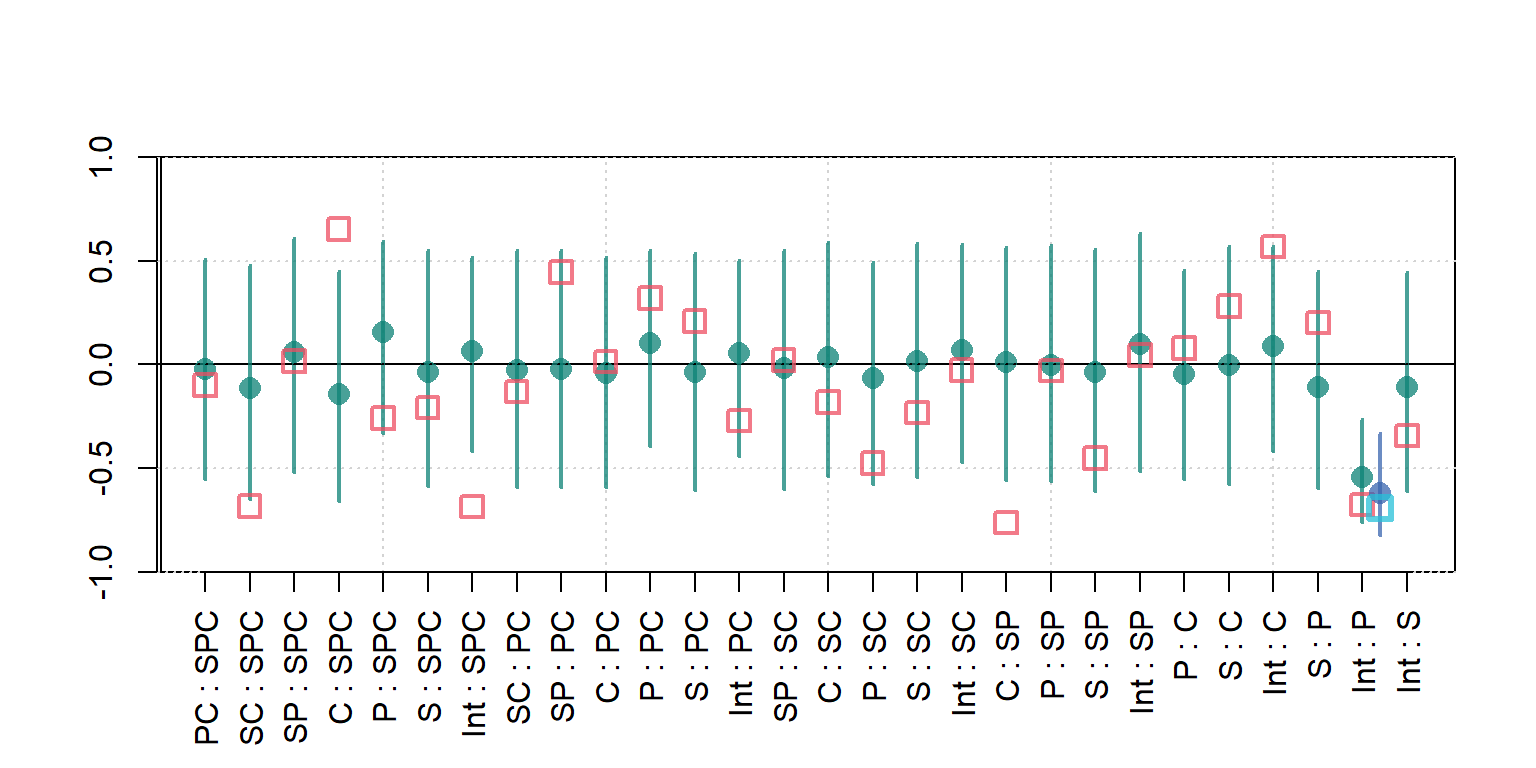 1.0
0.5
0.0
-0.5
-1.0
PC : SPC
SC : SPC
SP : SPC
C : SPC
P : SPC
S : SPC
Int : SPC
SC : PC
SP : PC
C : PC
P : PC
S : PC
Int : PC
SP : SC
C : SC
P : SC
S : SC
Int : SC
C : SP
P : SP
S : SP
Int : SP
P : C
S : C
Int : C
S : P
Int : P
Int : S